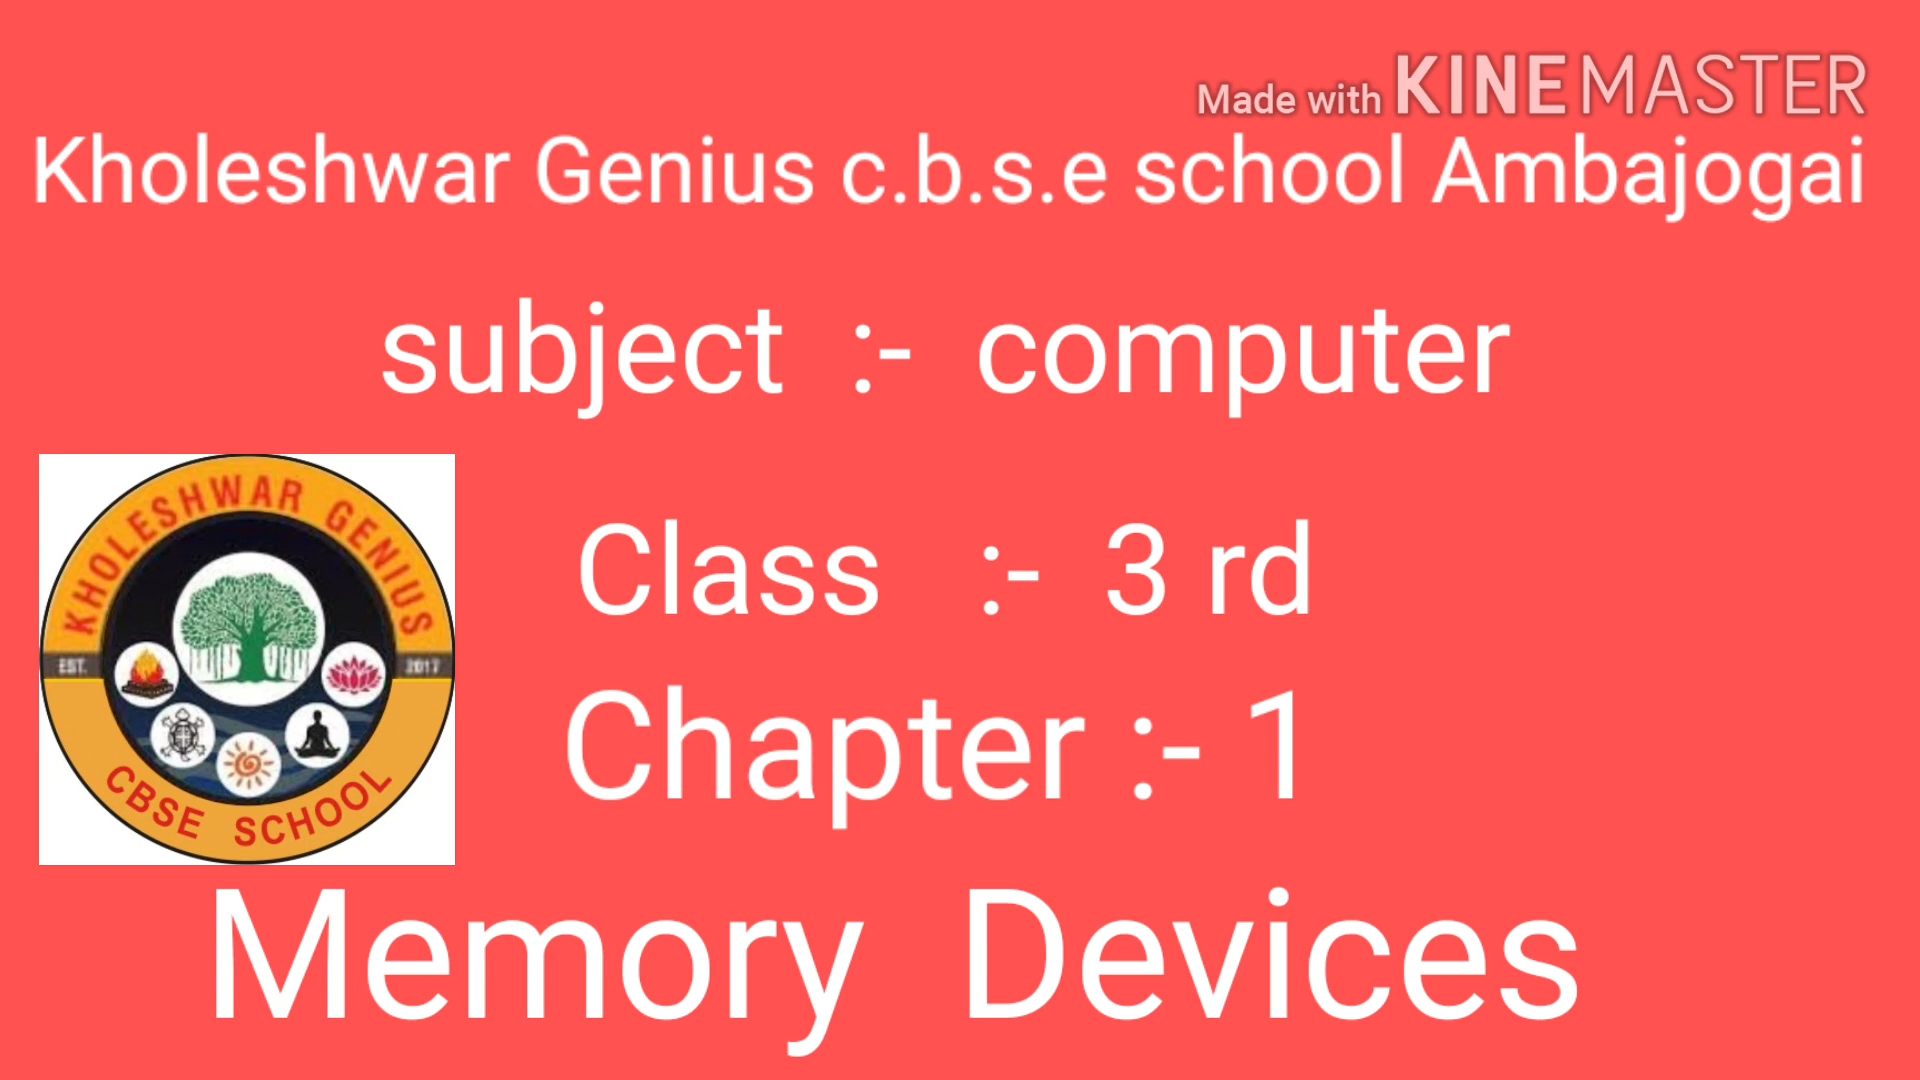 Made with KINEMASTER
Kholeshwar Genius c.b.s.e school Ambajogai
subject :- computer
KHOLESHWAR GENIUS
EST. 2017
CBSE SCHOOL
Class :- 3 rd
Chapter :- 1
Memory Devices